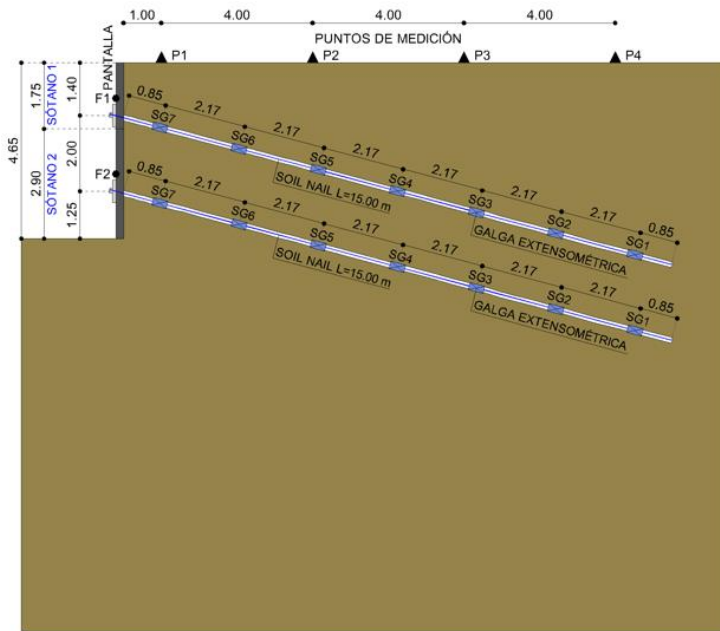 1.00
4.00
4.00
4.00
PUNTOS DE MEDICIÓN
P1
P2
P3
P4
PANTALLA
4.65
1.75
SÓTANO 1
1.40
F1
2.90
SÓTANO 2
2.00
F2
1.25
0.85
2.17
2.17
2.17
2.17
2.17
2.17
0.85
SG7
SG6
SG5
SG4
SG3
SG2
SG1
SOIL NAIL L=15.00 m
GALGA EXTENSOMÉTRICA
0.85
2.17
2.17
2.17
2.17
2.17
2.17
0.85
SG7
SG6
SG5
SG4
SG3
SG2
SG1
SOIL NAIL L=15.00 m
GALGA EXTENSOMÉTRICA